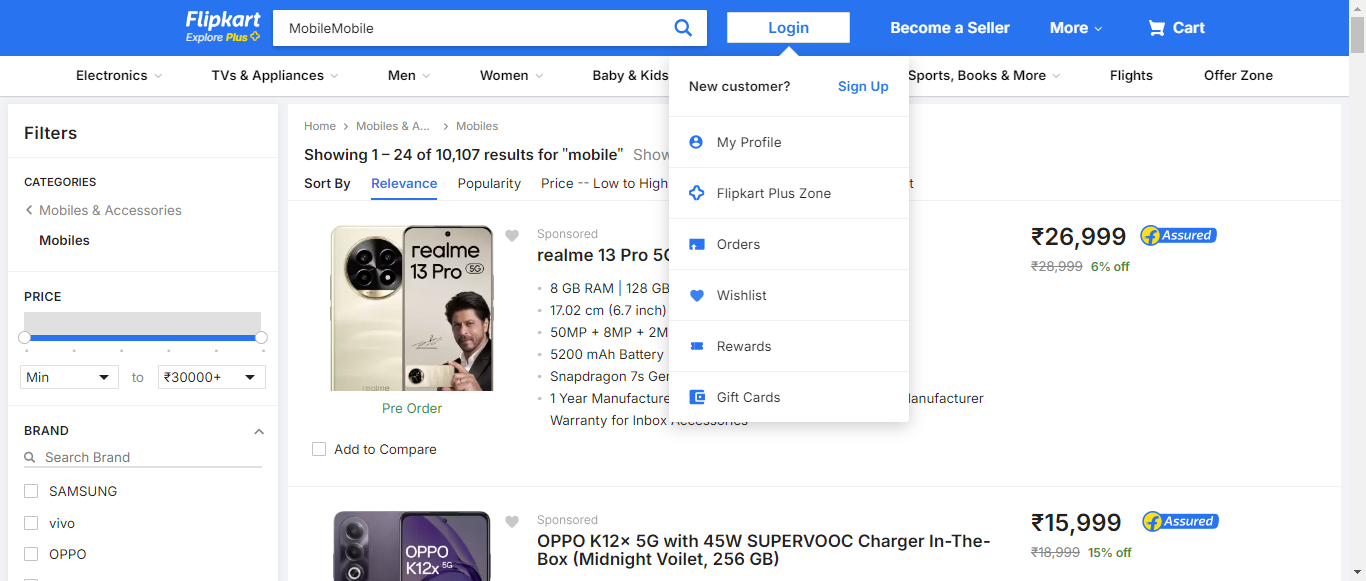 Flipkart
Explore Plus
MobileMobile
Login
Become a Seller
More
Cart
Electronics
TVs & Appliances
Men
Women
Baby & Kids
Sports, Books & More
Flights
Offer Zone
New customer?
Sign Up
My Profile
Flipkart Plus Zone
Orders
Wishlist
Rewards
Gift Cards
Filters
CATEGORIES
Mobiles & Accessories
Mobiles
PRICE
Min
to
₹30000+
BRAND
Search Brand
SAMSUNG
vivo
OPPO
Home
Mobiles & A...
Mobiles
Showing 1 – 24 of 10,107 results for "mobile"
Sort By
Relevance
Popularity
Price -- Low to High
realme
13 Pro 5G
realme
Pre Order
Add to Compare
Sponsored
realme 13 Pro
8 GB RAM | 128 GB
17.02 cm (6.7 inch)
50MP + 8MP +
5200 mAh Battery
Snapdragon 7s
1 Year
Warranty for Inbox Accessories
₹26,999
Assured
₹28,999
6% off
OPPO
K12x 5G
Sponsored
OPPO K12x 5G with 45W SUPERVOOC Charger In-The-
Box (Midnight Voilet, 256 GB)
₹15,999
Assured
₹18,999
15% off